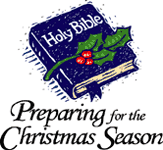 Holy Bible
Preparing for the
Christmas Season